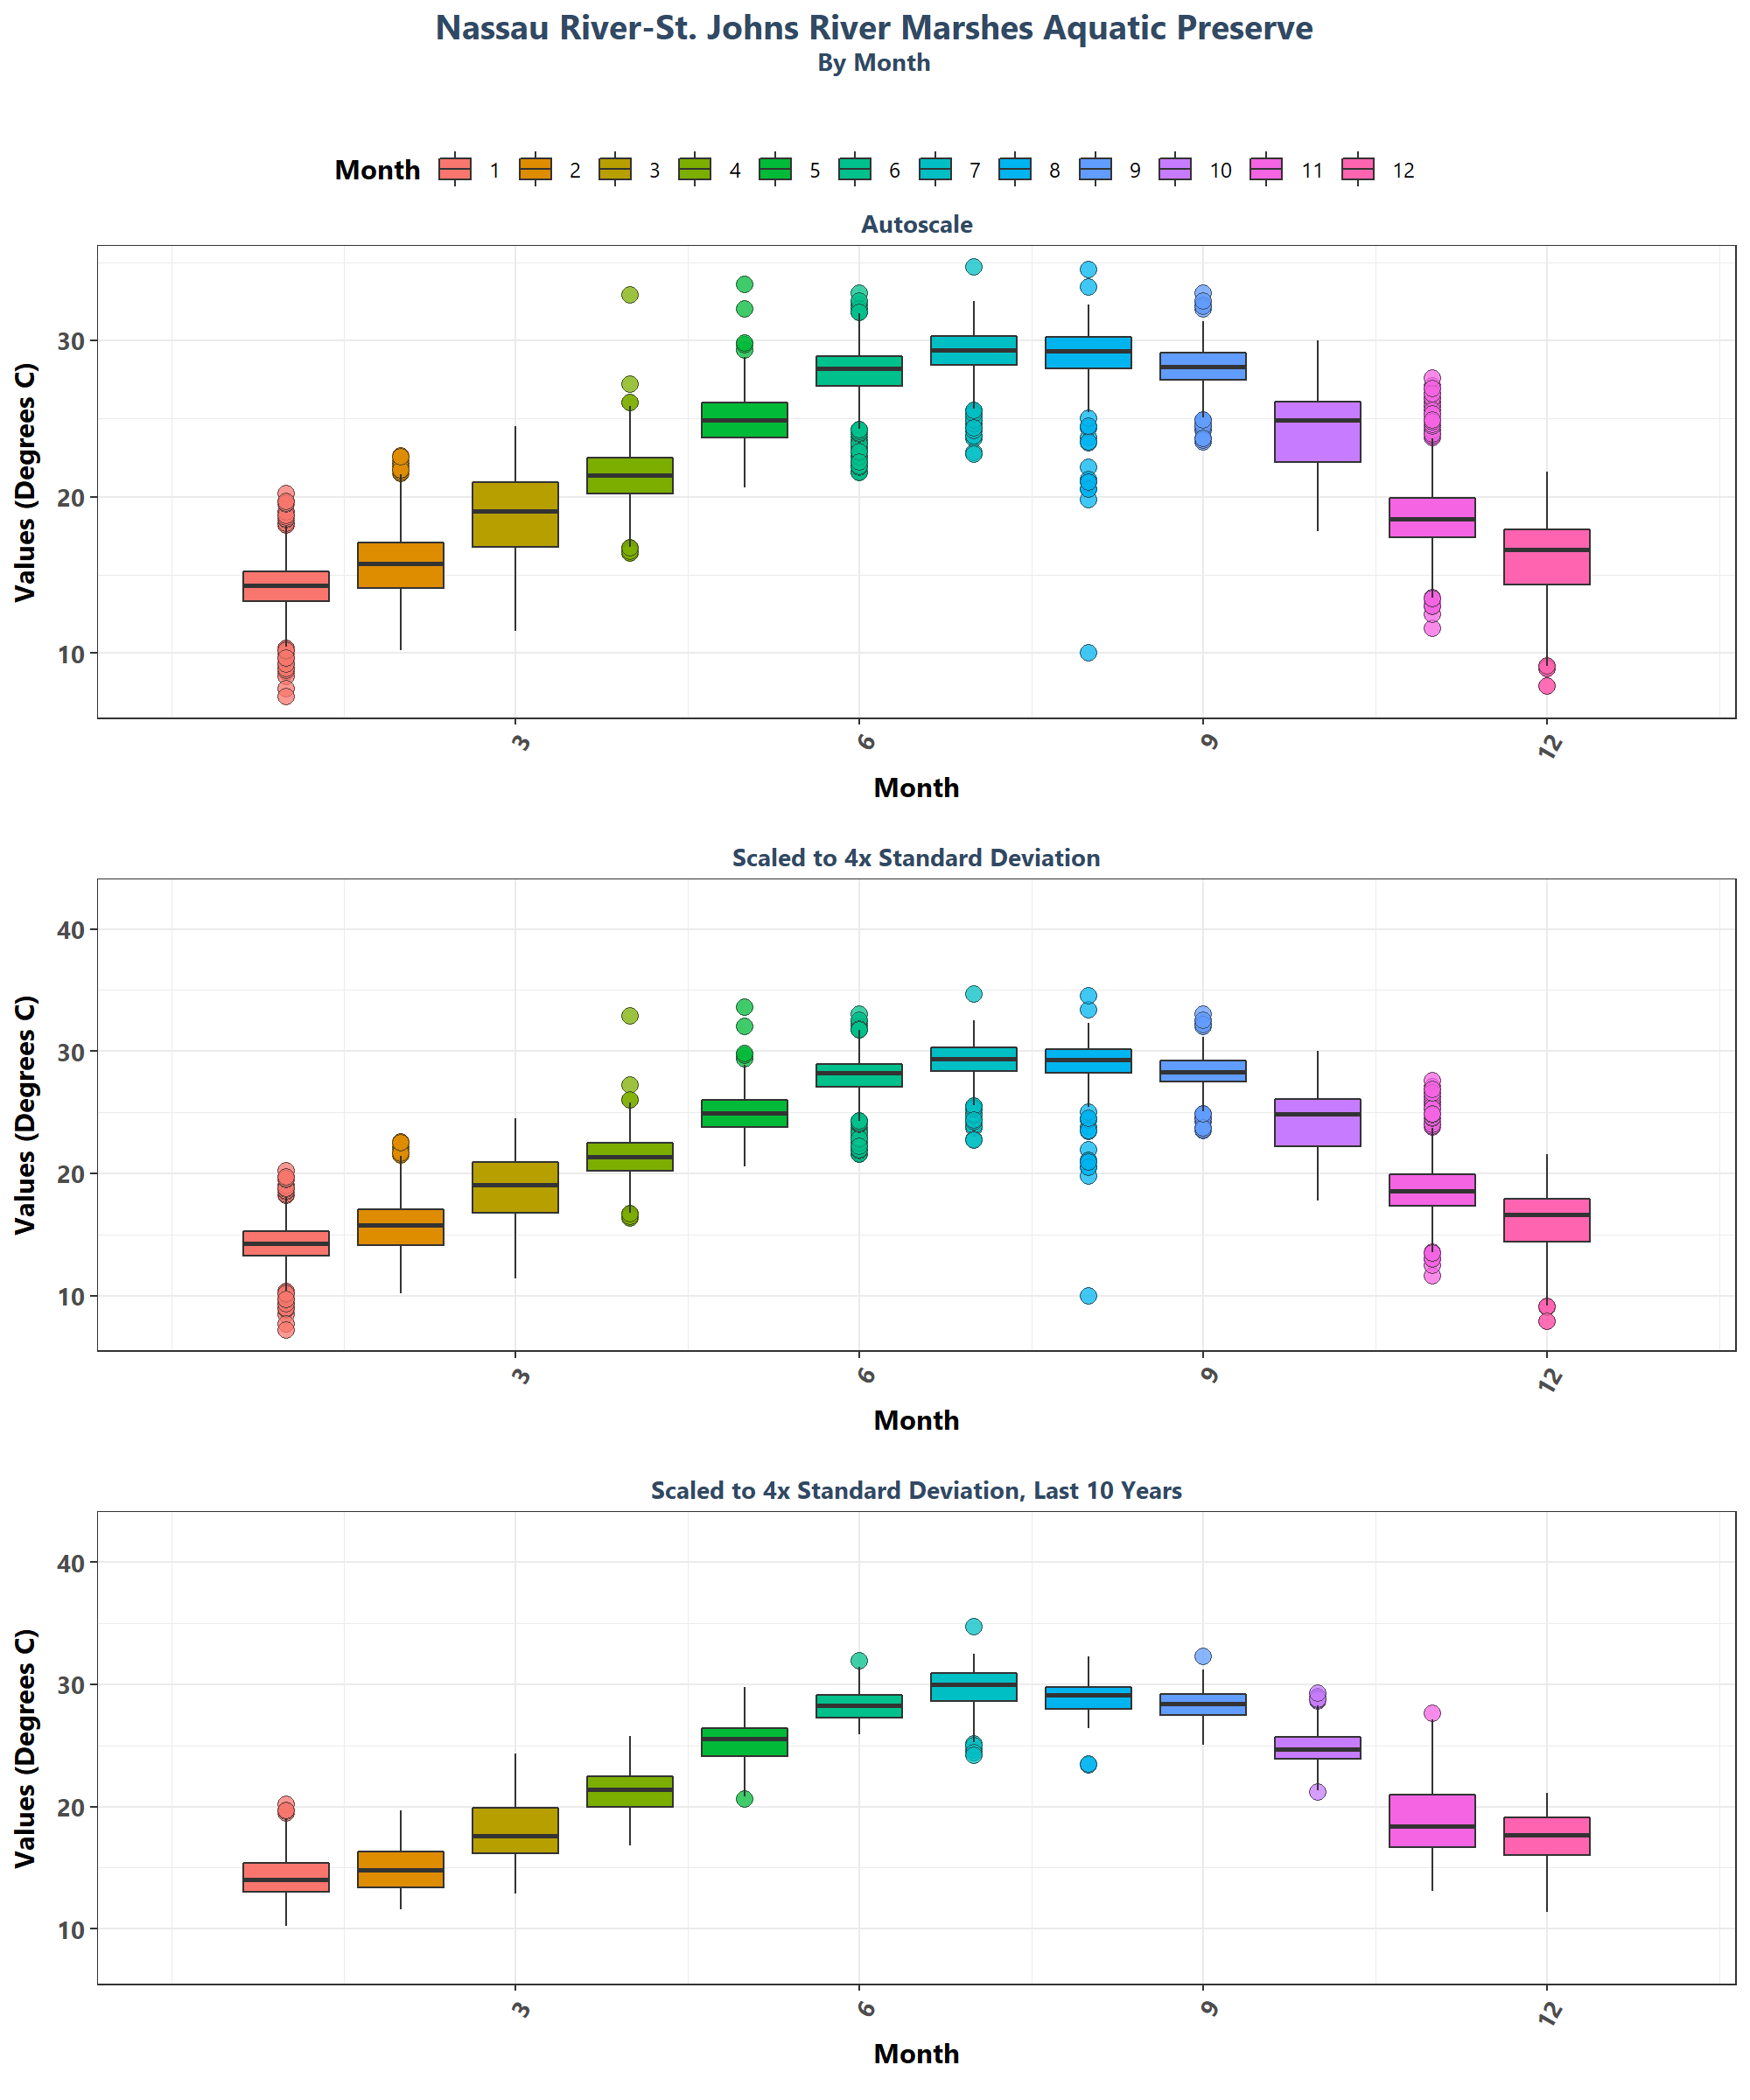 Nassau River-St. Johns River Marshes Aquatic Preserve
By Month
Month 1 2 3 4 5 6 7 8 9 10 11 12
Autoscale
Values (Degrees C)
30
20
10
3 6 9 12
Month
Scaled to 4x Standard Deviation
Values (Degrees C)
40
30
20
10
3 6 9 12
Month
Scaled to 4x Standard Deviation, Last 10 Years
Values (Degrees C)
40
30
20
10
3 6 9 12
Month